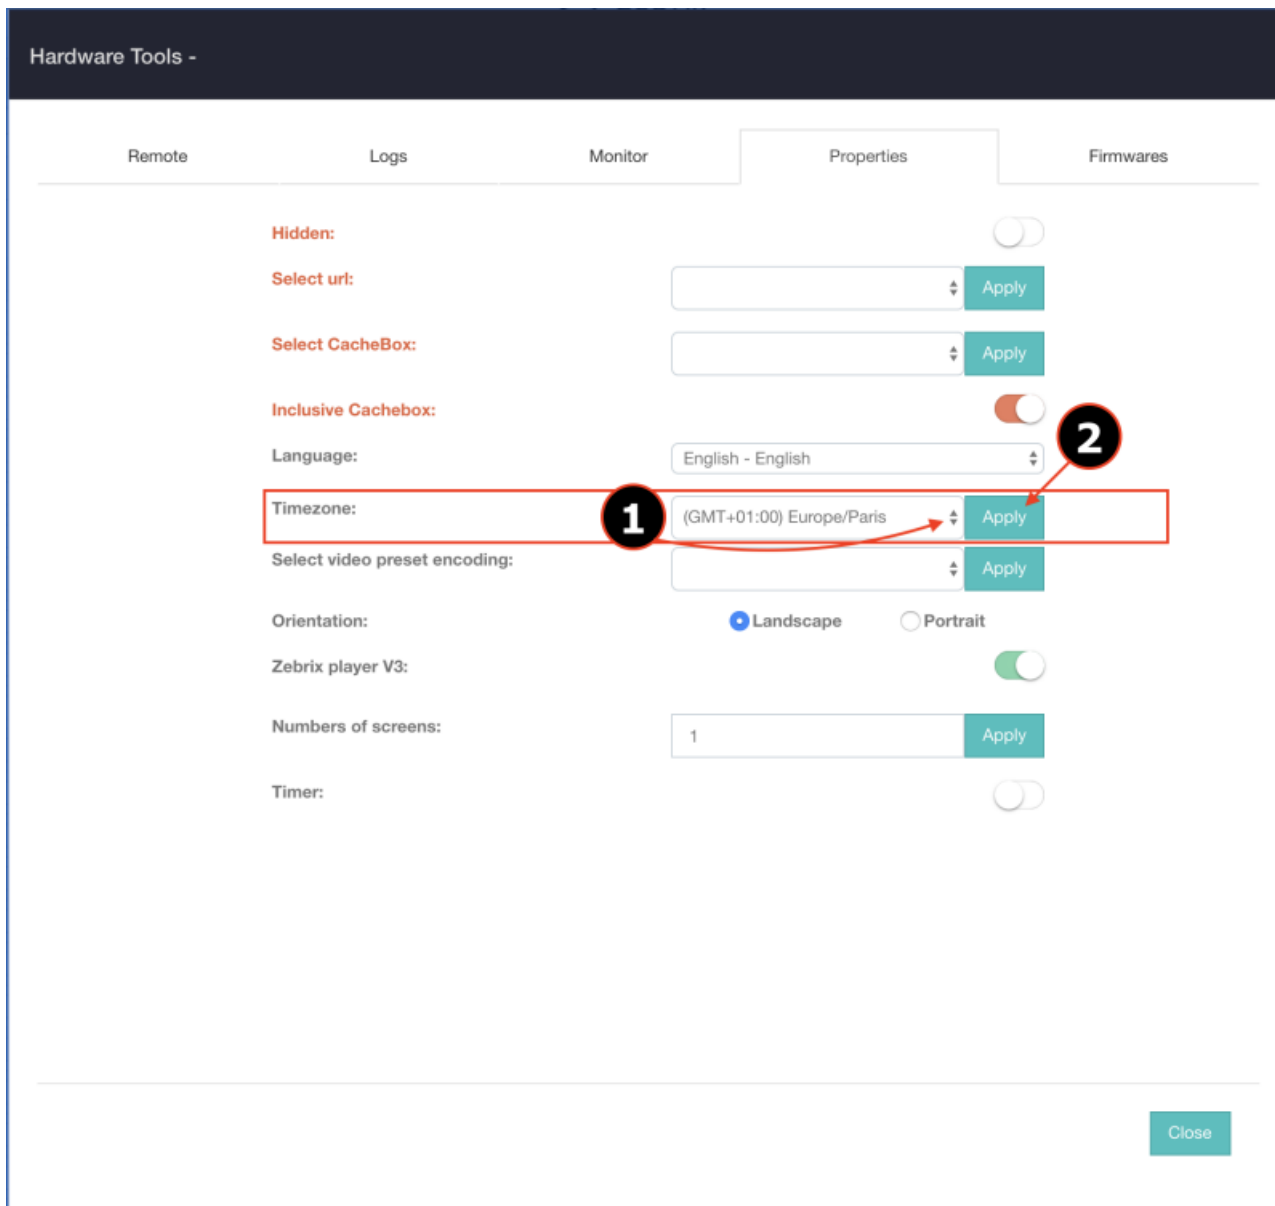 Hardware Tools -
Remote Logs Monitor Properties Firmwares
Hidden:
Select url: Apply
Select CacheBox: Apply
Inclusive Cachebox:
2
Language: English - English
Timezone: 1 (GMT+01:00) Europe/Paris Apply
Select video preset encoding: Apply
Orientation: Landscape Portrait
Zebrix player V3:
Numbers of screens: 1 Apply
Timer:
Close